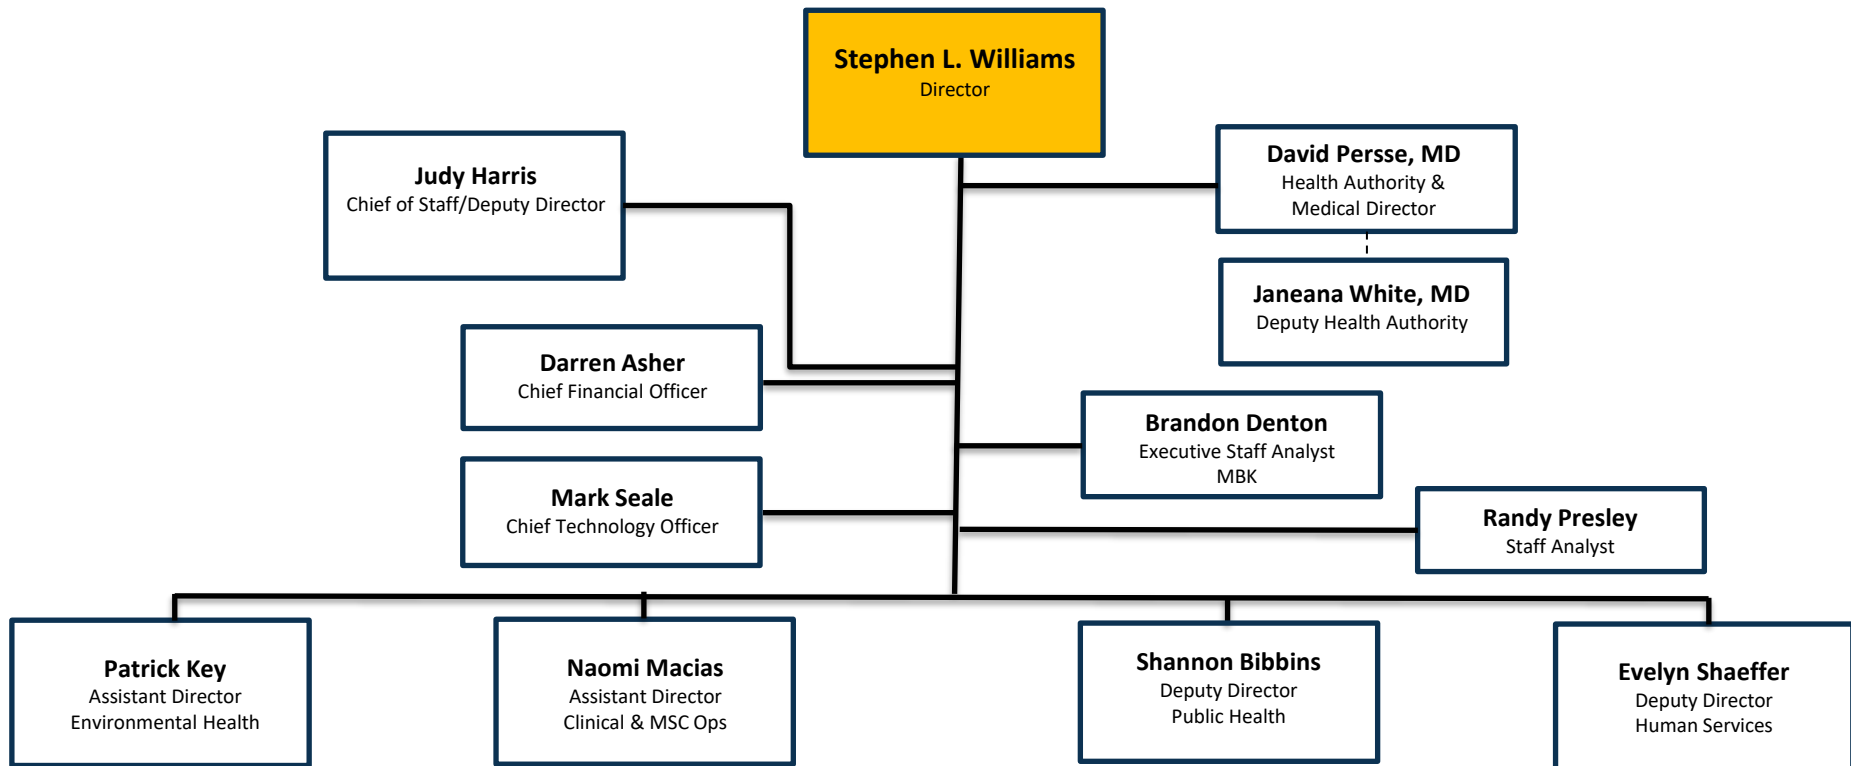 Stephen L. Williams
Director
Judy Harris
Chief of Staff/Deputy Director
David Persse, MD
Health Authority &
Medical Director
Janeana White, MD
Deputy Health Authority
Darren Asher
Chief Financial Officer
Brandon Denton
Executive Staff Analyst
MBK
Mark Seale
Chief Technology Officer
Randy Presley
Staff Analyst
Patrick Key
Assistant Director
Environmental Health
Naomi Macias
Assistant Director
Clinical & MSC Ops
Shannon Bibbins
Deputy Director
Public Health
Evelyn Shaeffer
Deputy Director
Human Services